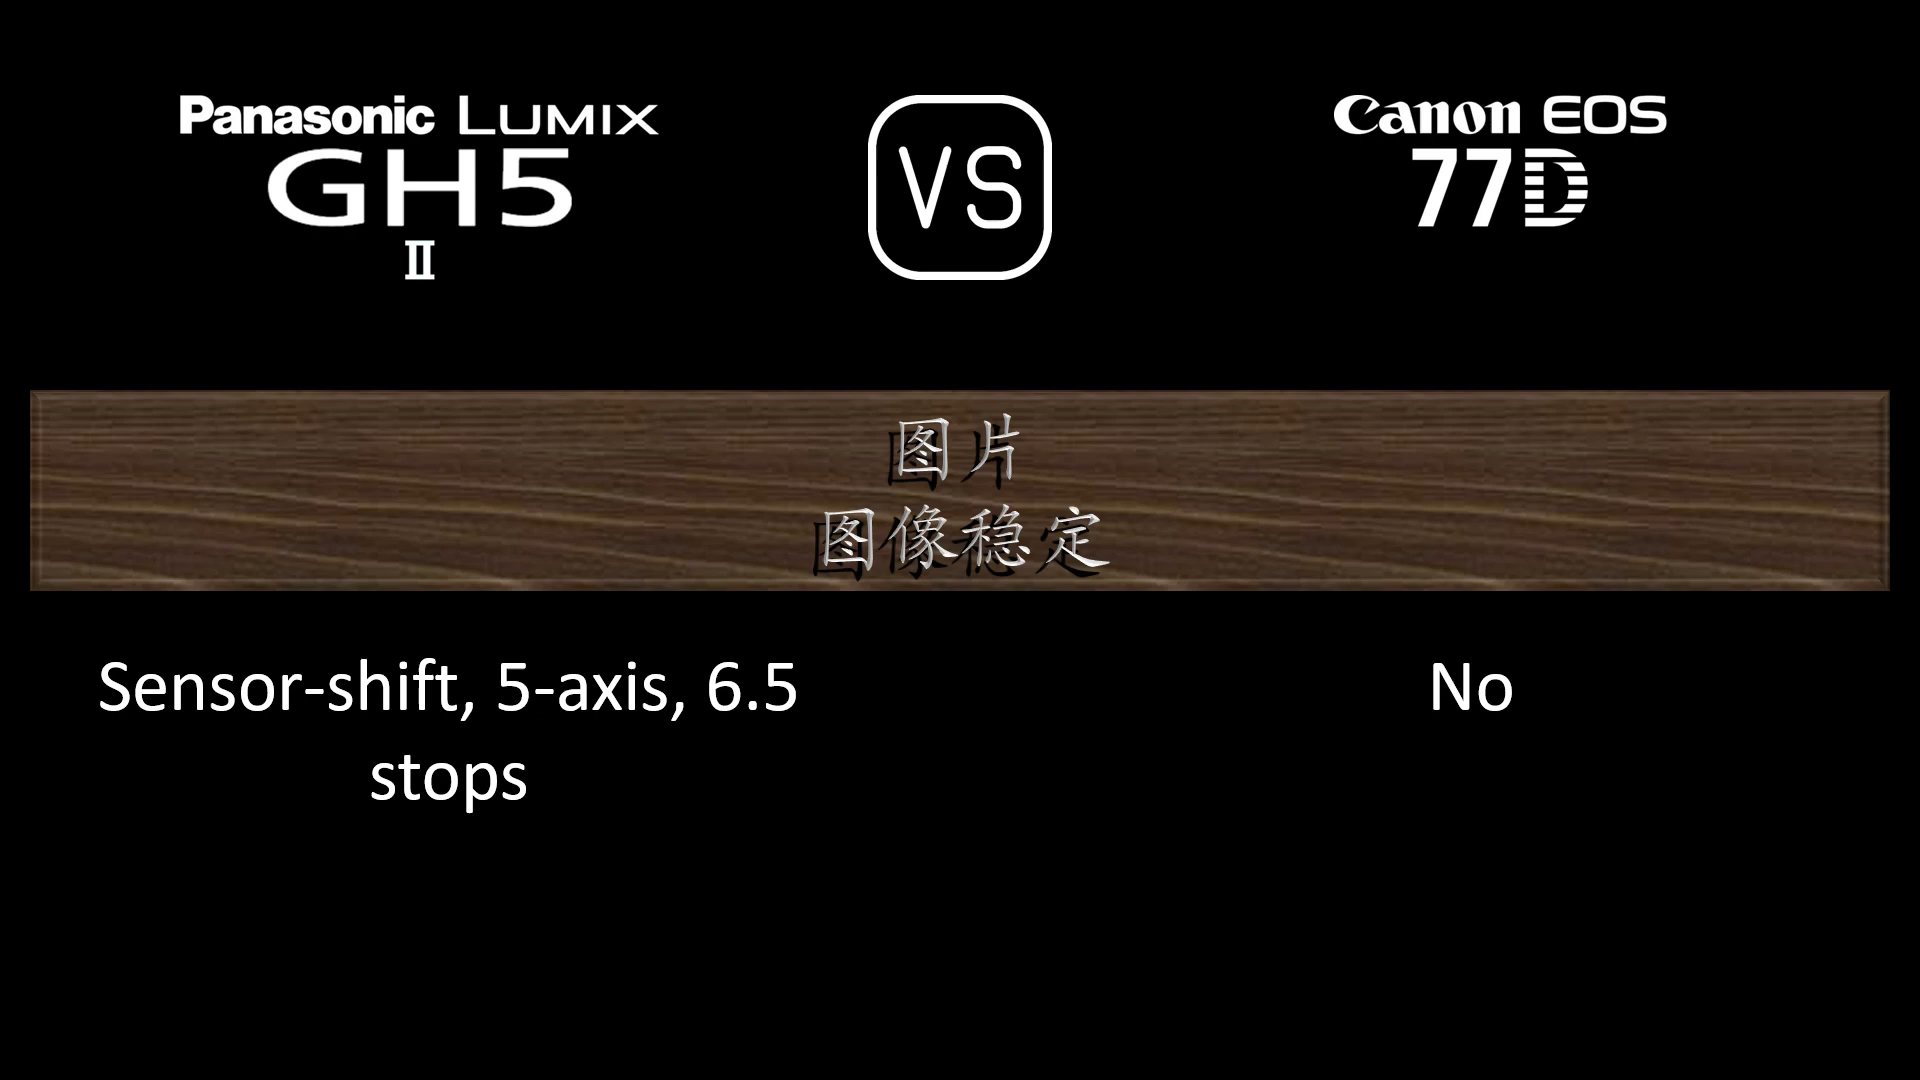 Panasonic LUMIX
GH5
II
VS
Canon EOS
77D
图片
图像稳定
Sensor-shift, 5-axis, 6.5
stops
No